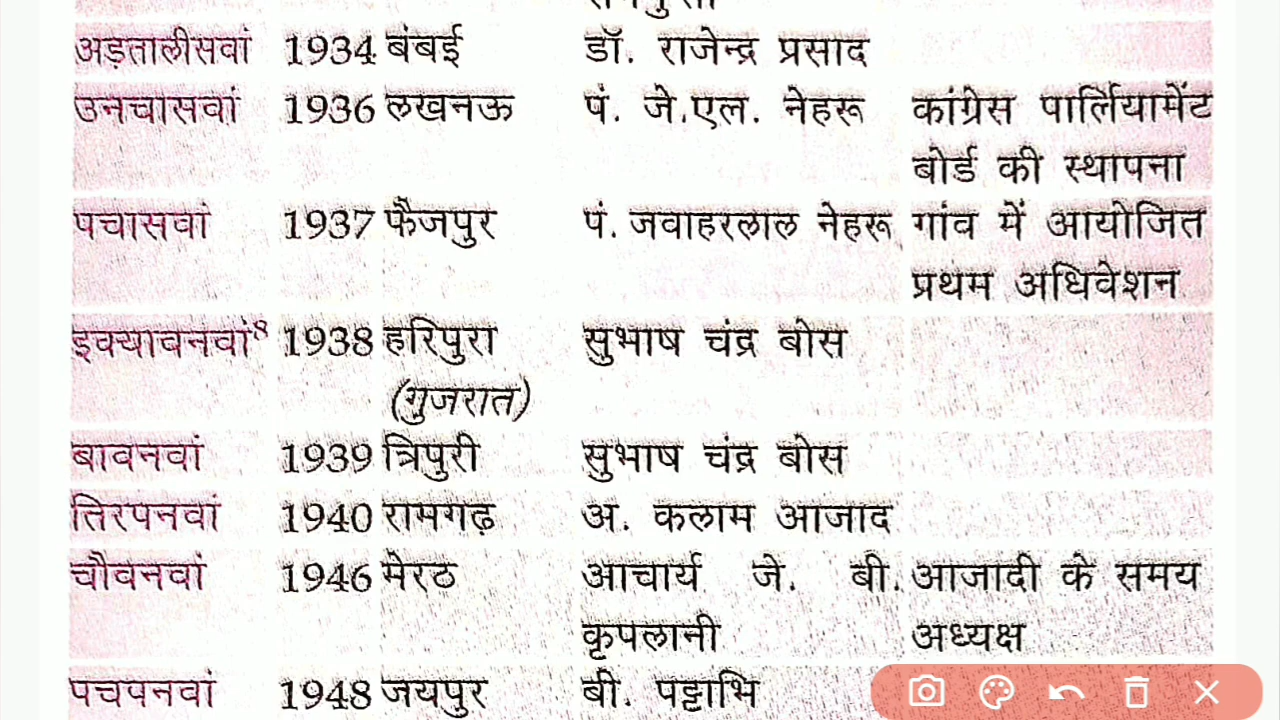 अड़तालीसवां 1934 बंबई डॉ. राजेन्द्र प्रसाद
उनचासवां 1936 लखनऊ पं. जे.एल. नेहरू कांग्रेस पार्लियामेंट
बोर्ड की स्थापना
पचासवां 1937 फैजपुर पं. जवाहरलाल नेहरू गांव में आयोजित
प्रथम अधिवेशन
इक्यावनवां⁸ 1938 हरिपुरा सुभाष चंद्र बोस
(गुजरात)
बावनवां 1939 त्रिपुरी सुभाष चंद्र बोस
तिरपनवां 1940 रामगढ़ अ. कलाम आजाद
चौवनवां 1946 मेरठ आचार्य जे. बी. आजादी के समय
कृपलानी अध्यक्ष
पचपनवां 1948 जयपुर बी. पट्टाभि